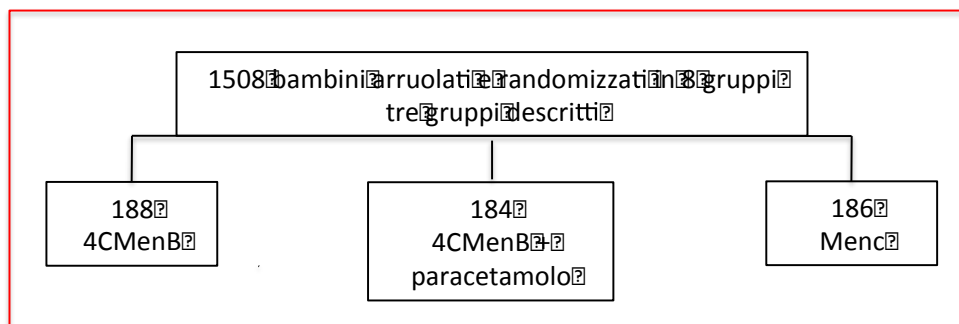 1508 bambini arruolati e randomizzati in 8 gruppi
tre gruppi descritti
188
4CMenB
184
4CMenB +
paracetamolo
186
Menc